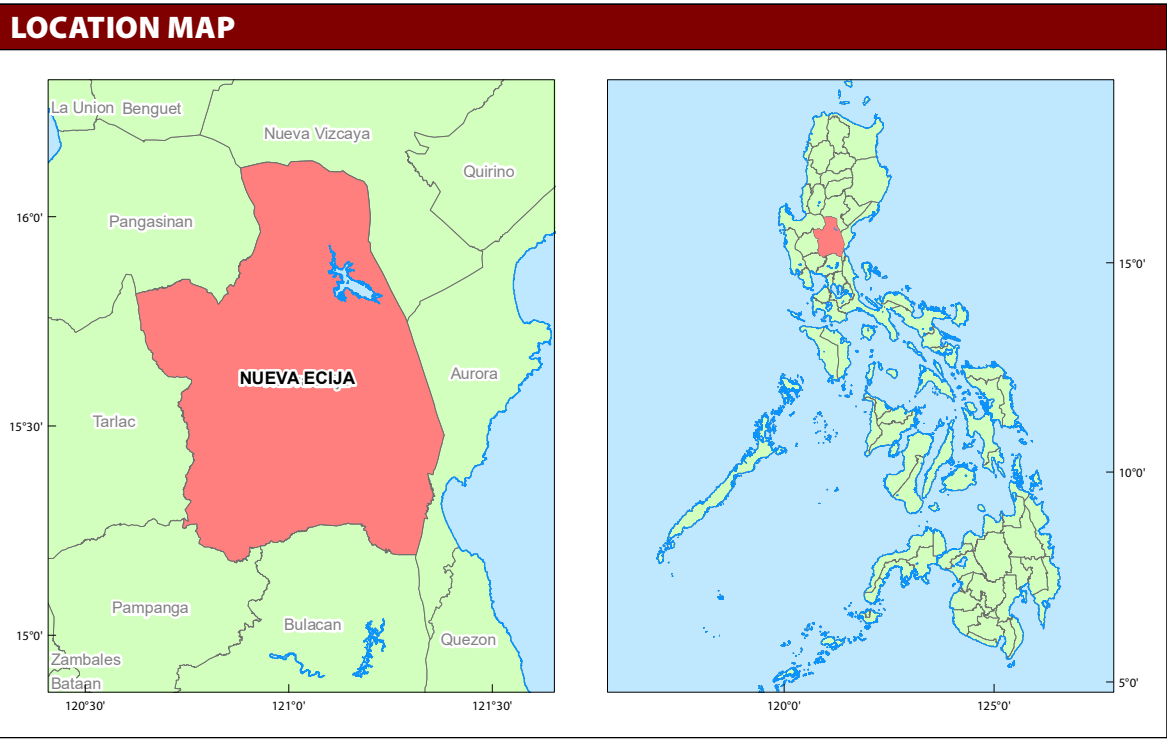 LOCATION MAP
La Union Benguet
Nueva Vizcaya
Quirino
16°0'
Pangasinan
NUEVA ECIJA
Aurora
Tarlac
15°30'
Pampanga
Bulacan
Quezon
15°0'
Zambales
Bataan
120°30' 121°0' 121°30'
15°0'
10°0'
5°0'
120°0' 125°0'